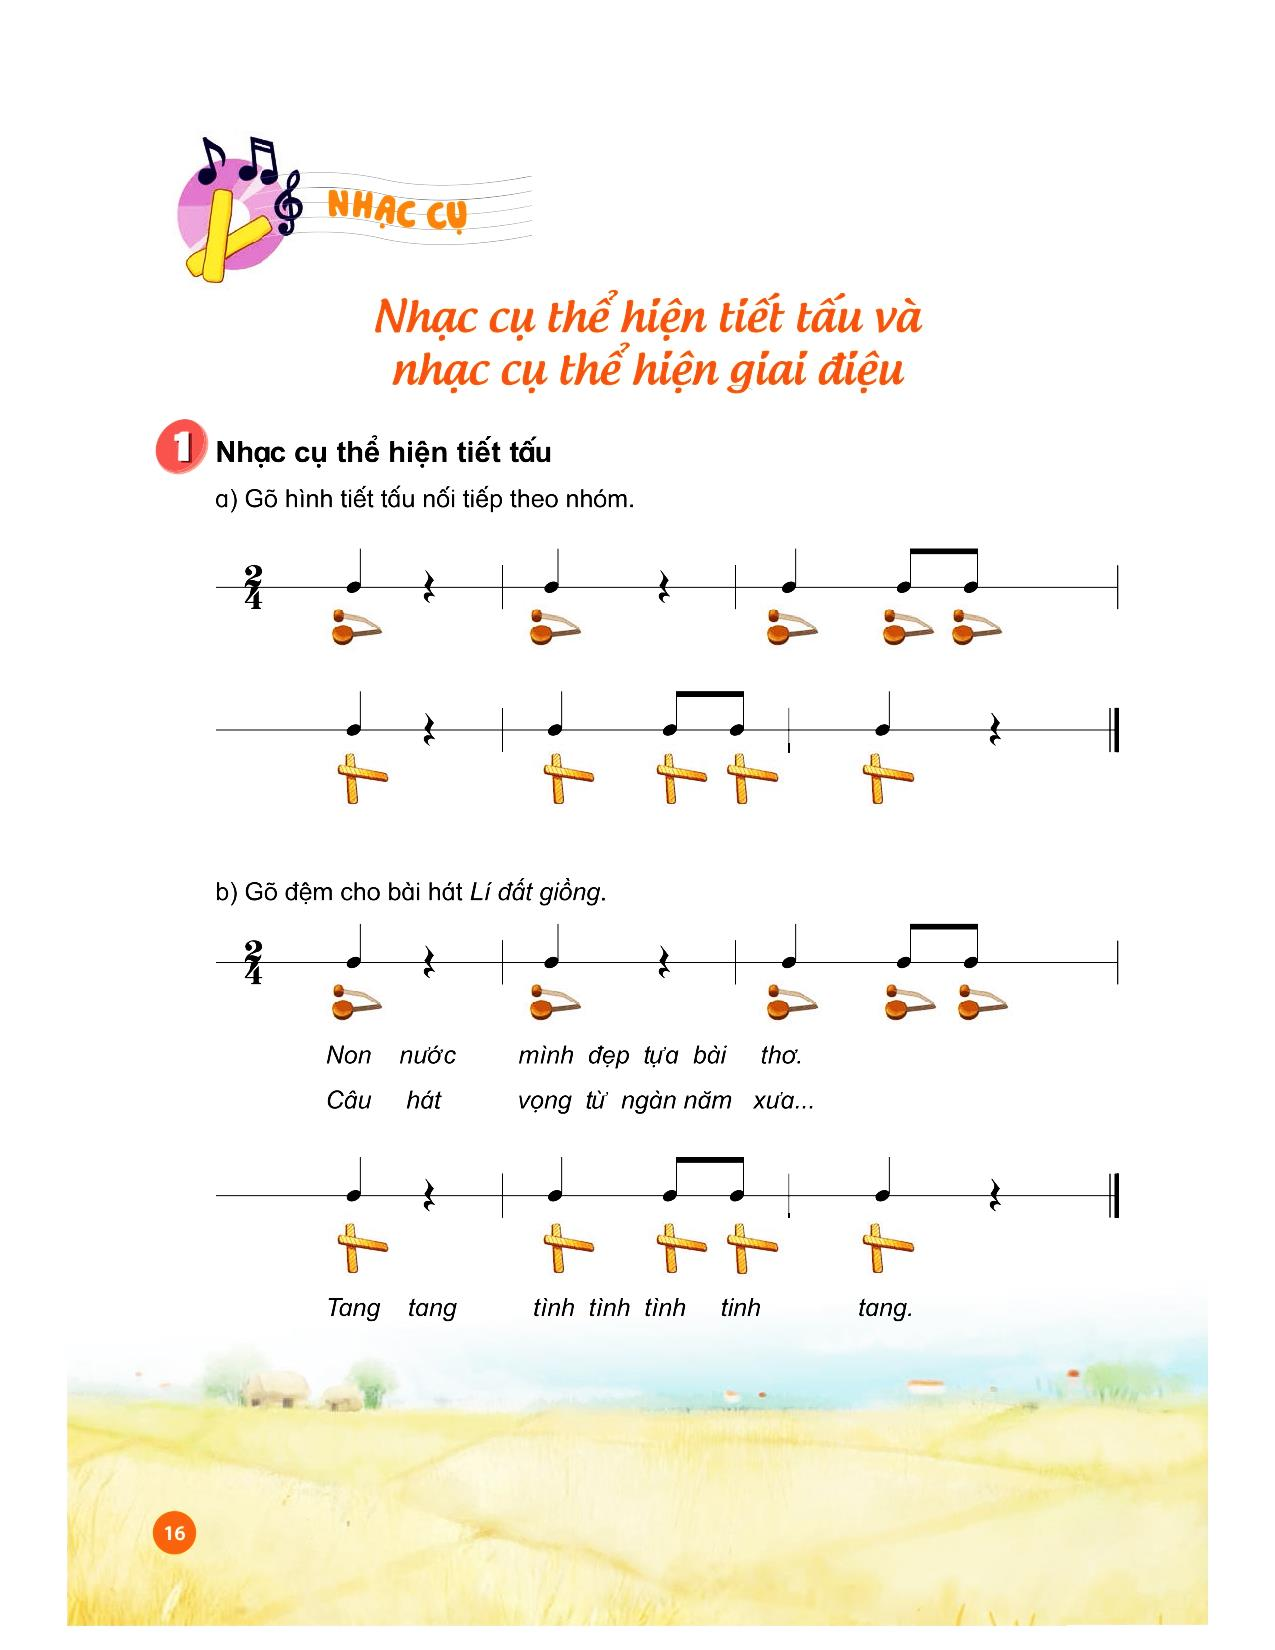 NHẠC CỤ
Nhạc cụ thể hiện tiết tấu và
nhạc cụ thể hiện giai điệu
1 Nhạc cụ thể hiện tiết tấu
a) Gõ hình tiết tấu nối tiếp theo nhóm.
2
4
b) Gõ đệm cho bài hát Lí đất giồng.
2
4
Non nước mình đẹp tựa bài thơ.
Câu hát vọng từ ngàn năm xưa...
Tang tang tình tình tình tinh tang.
16